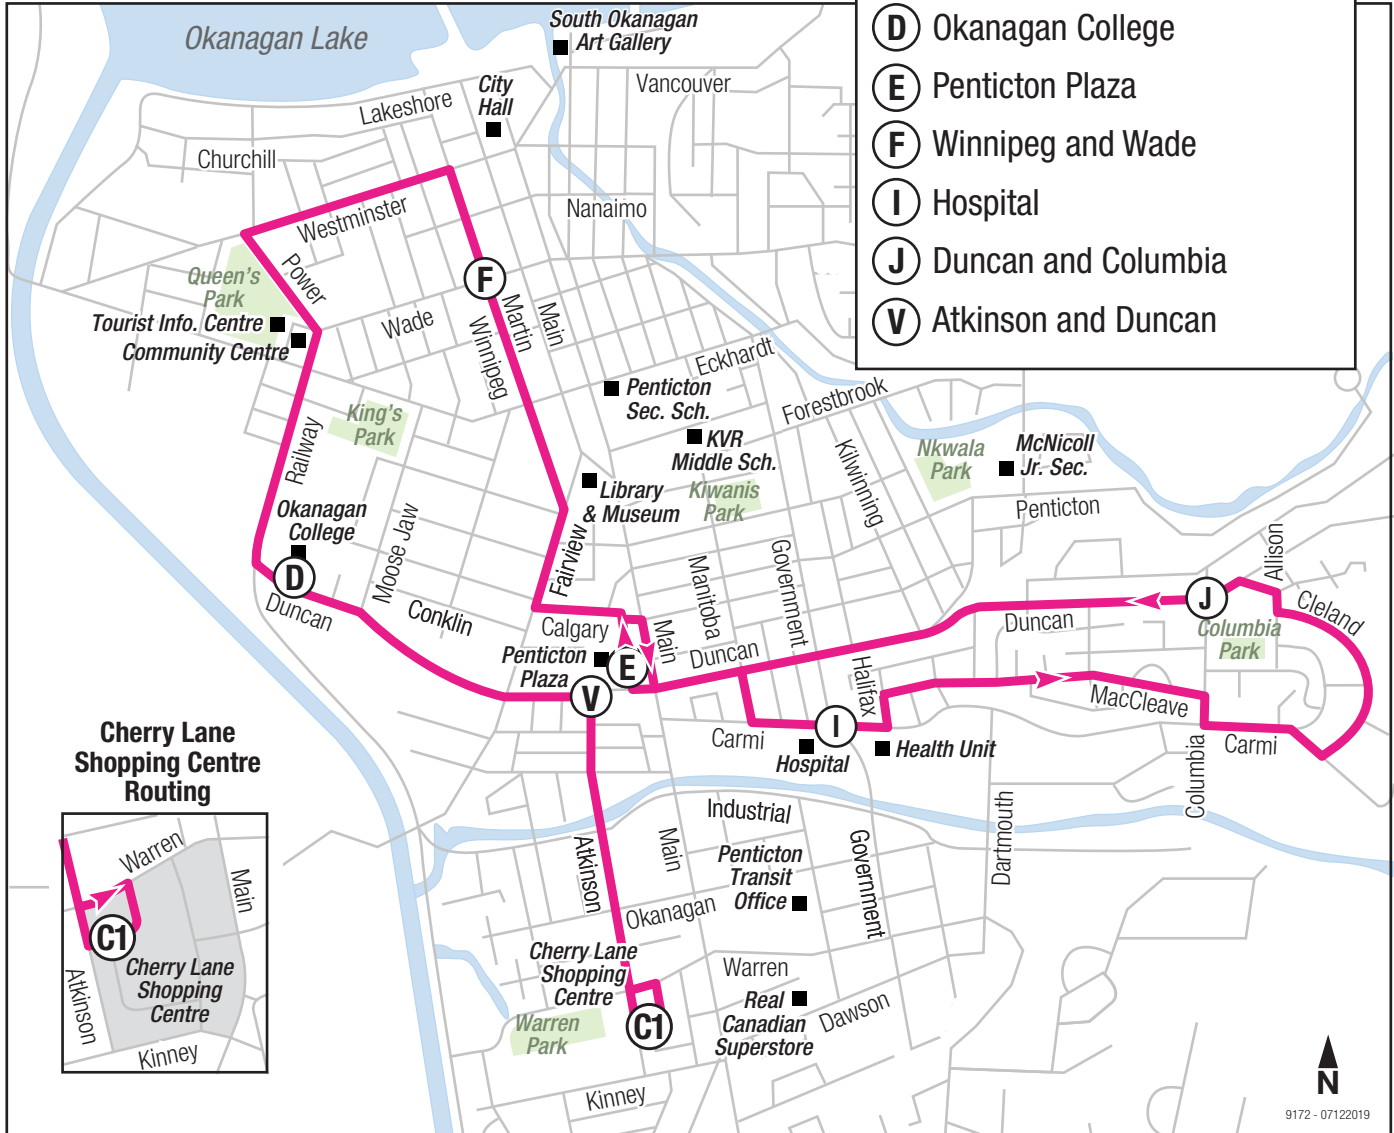 Okanagan Lake
South Okanagan
Art Gallery
D Okanagan College
E Penticton Plaza
F Winnipeg and Wade
I Hospital
J Duncan and Columbia
V Atkinson and Duncan
City
Hall
Vancouver
Lakeshore
Churchill
Nanaimo
Westminster
Power
Queen's
Park
F
Tourist Info. Centre
Community Centre
Wade
Winnipeg
Martin
Main
Eckhardt
Penticton
Sec. Sch.
Forestbrook
King's
Park
KVR
Middle Sch.
Kilwinning
Nkwala
Park
McNicoll
Jr. Sec.
Railway
Library
& Museum
Kiwanis
Park
Penticton
Okanagan
College
D
Moose Jaw
Fairview
Manitoba
Government
Allison
Duncan
Conklin
Calgary
Main
Duncan
Duncan
J
Cleland
Columbia
Park
Penticton
Plaza
E
V
Halifax
MacCleave
Carmi
I
Hospital
Health Unit
Columbia
Carmi
Cherry Lane
Shopping Centre
Routing
Warren
Main
C1
Cherry Lane
Shopping
Centre
Atkinson
Kinney
Industrial
Atkinson
Main
Penticton
Transit
Office
Government
Dartmouth
Okanagan
Cherry Lane
Shopping
Centre
Warren
C1
Warren
Park
Real
Canadian
Superstore
Dawson
Kinney
N
9172 - 07122019